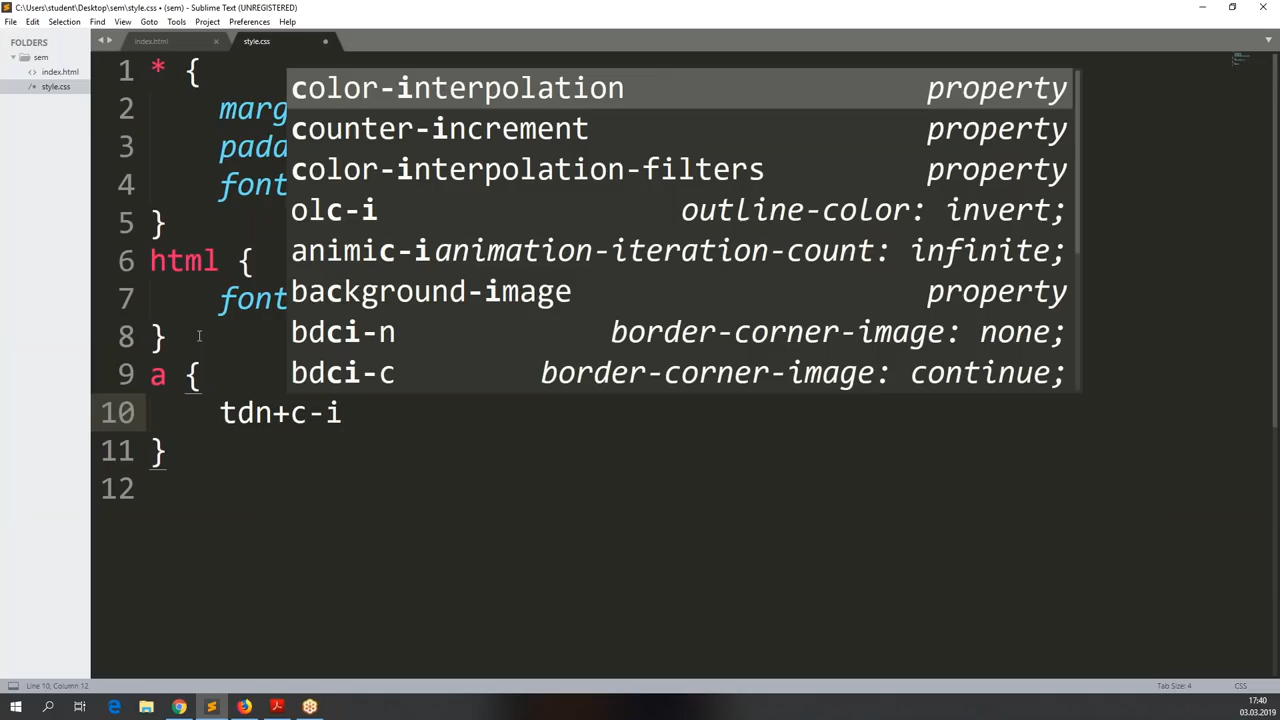 C:\Users\student\Desktop\sem\style.css • (sem) - Sublime Text (UNREGISTERED)
File Edit Selection Find View Goto Tools Project Preferences Help
FOLDERS
sem
index.html
style.css
index.html
style.css
1 * {
2 marg
3 padd
4 font
5 }
6 html {
7 font
8 }
9 a {
10 tdn+c-i
11 }
12
color-interpolation property
counter-increment property
color-interpolation-filters property
olc-i outline-color: invert;
animic-i animation-iteration-count: infinite;
background-image property
bdci-n border-corner-image: none;
bdci-c border-corner-image: continue;
Line 10, Column 12
Tab Size: 4
CSS
17:40
03.03.2019